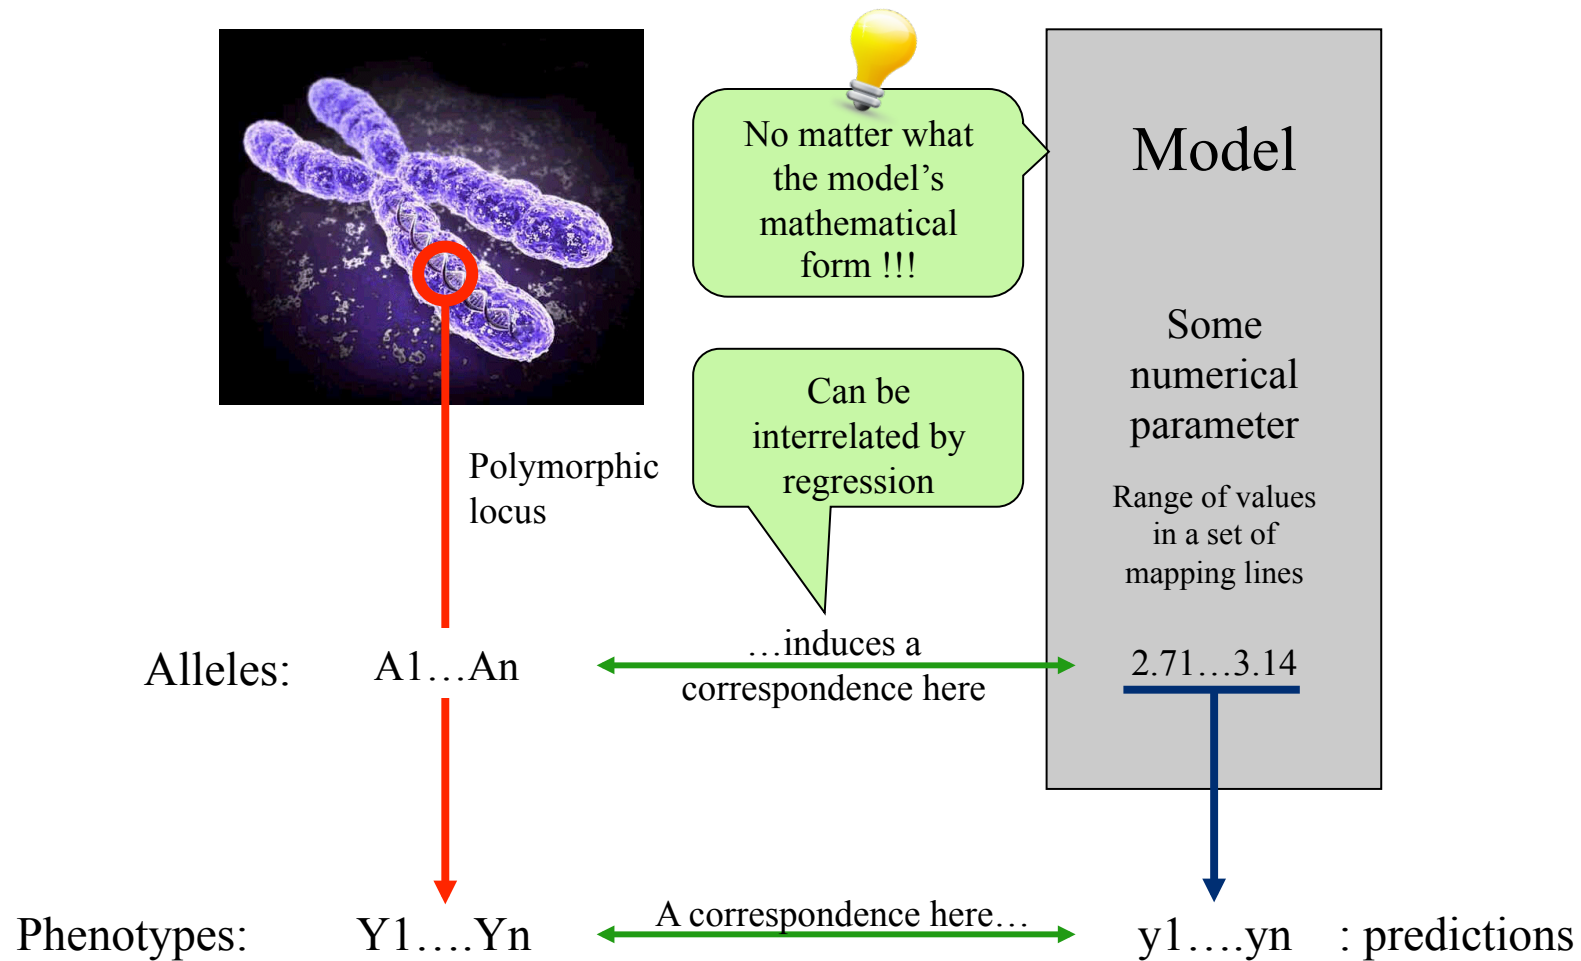 No matter what
the model’s
mathematical
form !!!
Model
Some
numerical
parameter
Can be
interrelated by
regression
Polymorphic
locus
Range of values
in a set of
mapping lines
Alleles:
A1…An
…induces a
correspondence here
2.71…3.14
Phenotypes:
Y1….Yn
A correspondence here…
y1….yn
: predictions